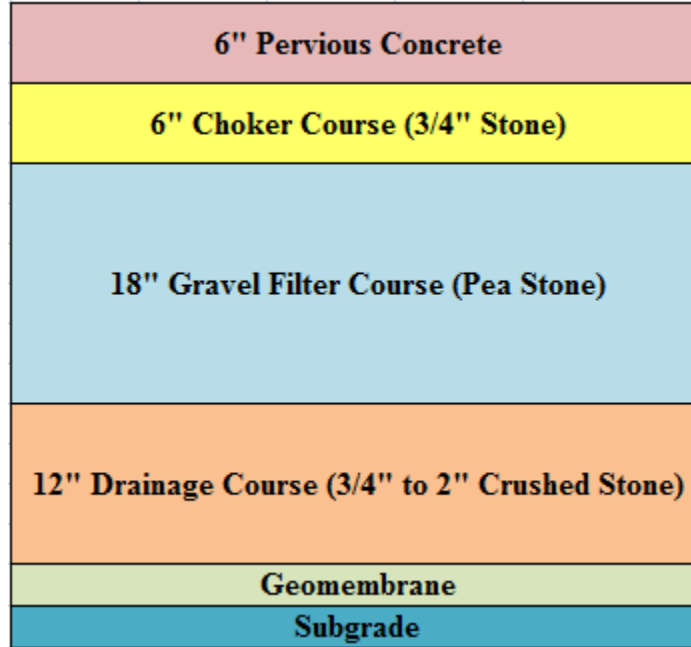 6" Pervious Concrete
6" Choker Course (3/4" Stone)
18" Gravel Filter Course (Pea Stone)
12" Drainage Course (3/4" to 2" Crushed Stone)
Geomembrane
Subgrade